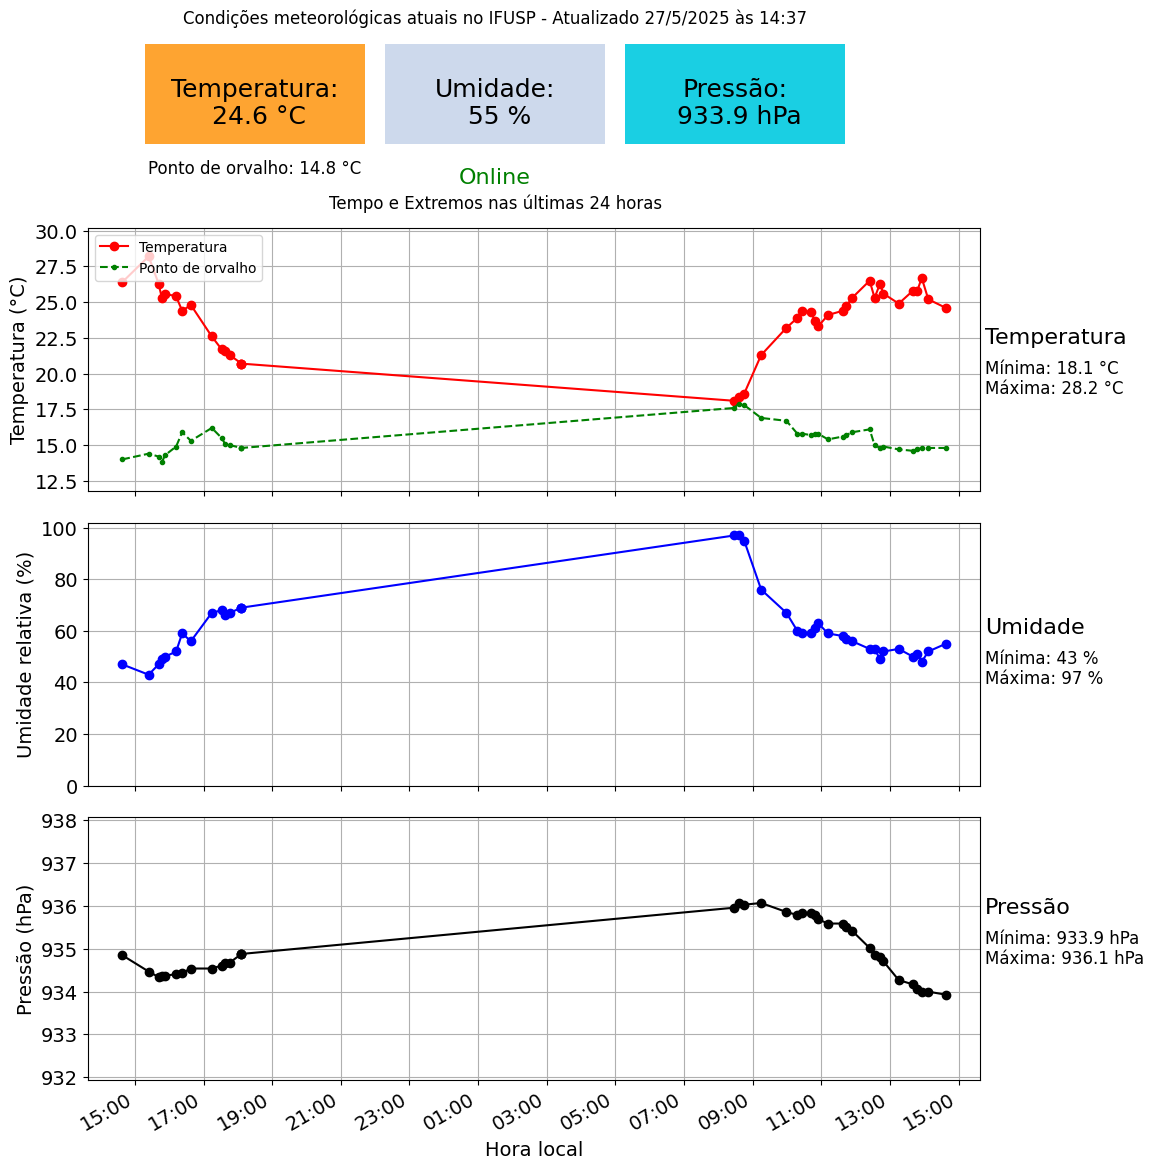 Condições meteorológicas atuais no IFUSP - Atualizado 27/5/2025 às 14:37
Temperatura:
24.6 °C
Umidade:
55 %
Pressão:
933.9 hPa
Ponto de orvalho: 14.8 °C
Online
Tempo e Extremos nas últimas 24 horas
Temperatura (°C)
30.0
27.5
25.0
22.5
20.0
17.5
15.0
12.5
Temperatura
Ponto de orvalho
Temperatura
Mínima: 18.1 °C
Máxima: 28.2 °C
Umidade relativa (%)
100
80
60
40
20
0
Umidade
Mínima: 43 %
Máxima: 97 %
Pressão (hPa)
938
937
936
935
934
933
932
Pressão
Mínima: 933.9 hPa
Máxima: 936.1 hPa
15:00
17:00
19:00
21:00
23:00
01:00
03:00
05:00
07:00
09:00
11:00
13:00
15:00
Hora local